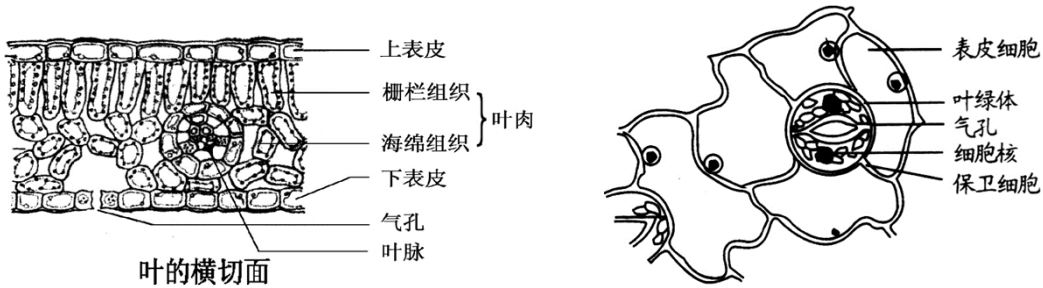 上表皮
栅栏组织
叶肉
海绵组织
下表皮
气孔
叶脉
叶的横切面
表皮细胞
叶绿体
气孔
细胞核
保卫细胞